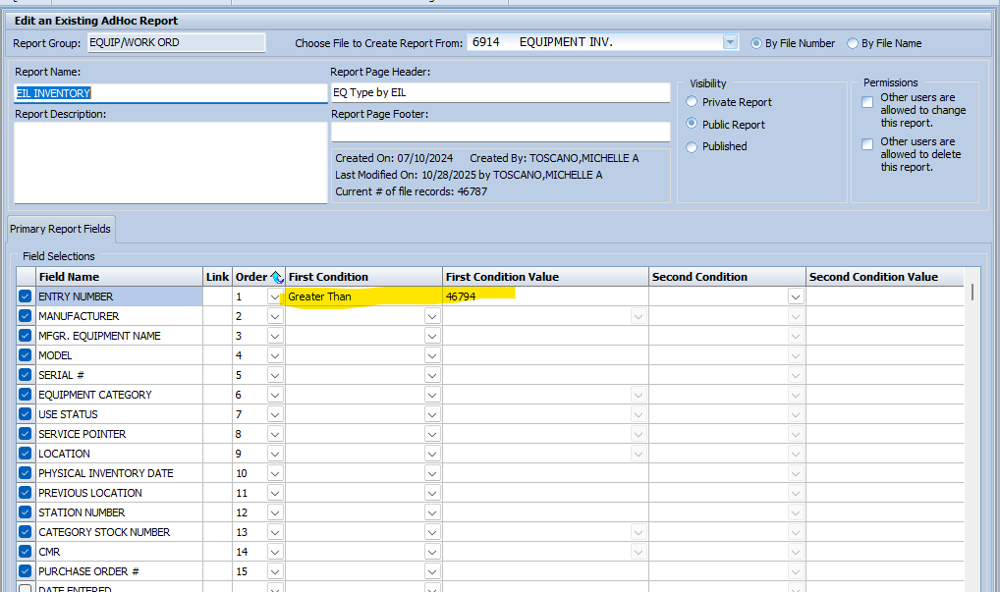 Edit an Existing AdHoc Report
Report Group: EQUIP/WORK ORD Choose File to Create Report From: 6914 EQUIPMENT INV. By File Number By File Name
Report Name: Report Page Header: Visibility Permissions
EIL INVENTORY EQ Type by EIL Private Report Other users are allowed to change this report.
Report Description: Report Page Footer: Public Report
Published Other users are allowed to delete this report.
Created On: 07/10/2024 Created By: TOSCANO,MICHELLE A
Last Modified On: 10/28/2025 by TOSCANO,MICHELLE A
Current # of file records: 46787
Primary Report Fields
Field Selections
Field Name Link Order First Condition First Condition Value Second Condition Second Condition Value
ENTRY NUMBER 1 Greater Than 46794
MANUFACTURER 2
MFGR. EQUIPMENT NAME 3
MODEL 4
SERIAL # 5
EQUIPMENT CATEGORY 6
USE STATUS 7
SERVICE POINTER 8
LOCATION 9
PHYSICAL INVENTORY DATE 10
PREVIOUS LOCATION 11
STATION NUMBER 12
CATEGORY STOCK NUMBER 13
CMR 14
PURCHASE ORDER # 15
DATE ENTERED